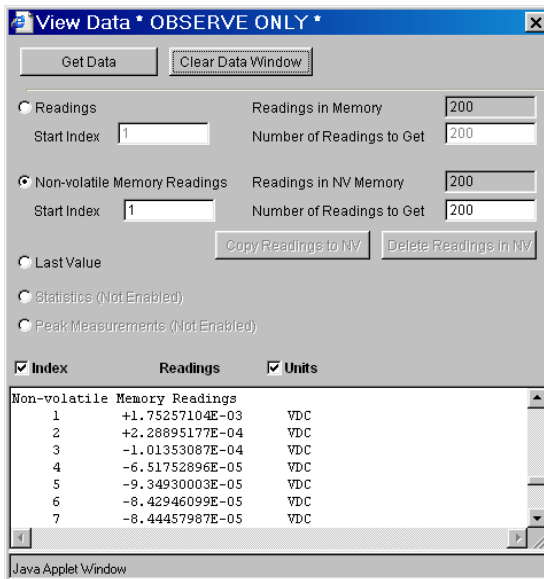 View Data * OBSERVE ONLY *
Get Data Clear Data Window
Readings Readings in Memory 200
Start Index 1 Number of Readings to Get 200
Non-volatile Memory Readings Readings in NV Memory 200
Start Index 1 Number of Readings to Get 200
Copy Readings to NV Delete Readings in NV
Last Value
Statistics (Not Enabled)
Peak Measurements (Not Enabled)
Index Readings Units
Non-volatile Memory Readings
1 +1.75257104E-03 VDC
2 +2.28895177E-04 VDC
3 -1.01353087E-04 VDC
4 -6.51752896E-05 VDC
5 -9.34930003E-05 VDC
6 -8.42946099E-05 VDC
7 -8.44457987E-05 VDC
Java Applet Window